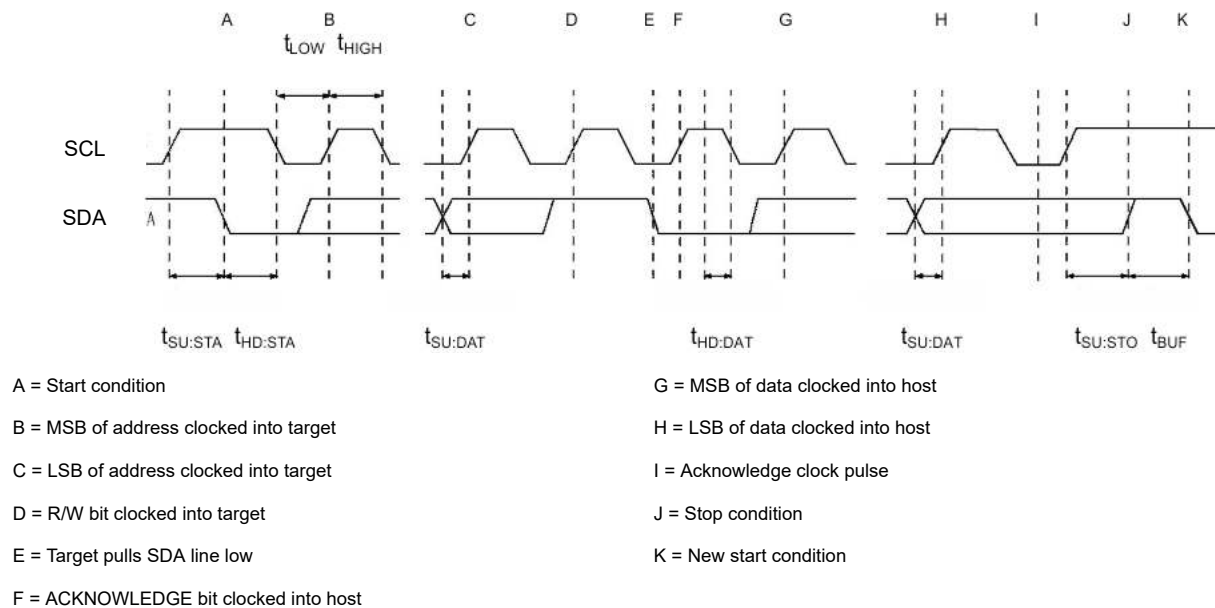 A B C D E F G H I J K
tLOW tHIGH
SCL
SDA A
tSU:STA tHD:STA tSU:DAT tHD:DAT tSU:DAT tSU:STO tBUF
A = Start condition
B = MSB of address clocked into target
C = LSB of address clocked into target
D = R/W bit clocked into target
E = Target pulls SDA line low
F = ACKNOWLEDGE bit clocked into host
G = MSB of data clocked into host
H = LSB of data clocked into host
I = Acknowledge clock pulse
J = Stop condition
K = New start condition